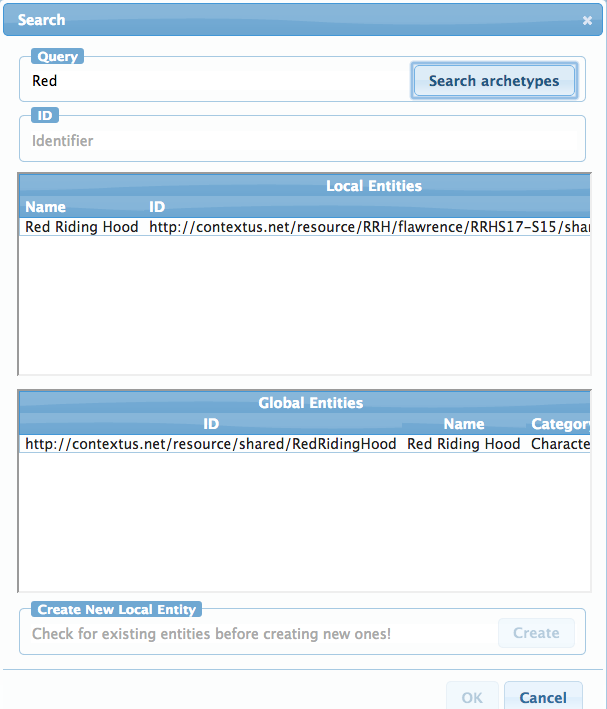 Search
Query
Red
Search archetypes
ID
Identifier
Local Entities
Name ID
Red Riding Hood http://contextus.net/resource/RRH/flawrence/RRHS17-S15/shar
Global Entities
ID Name Category
http://contextus.net/resource/shared/RedRidingHood Red Riding Hood Characte
Create New Local Entity
Check for existing entities before creating new ones! Create
OK Cancel